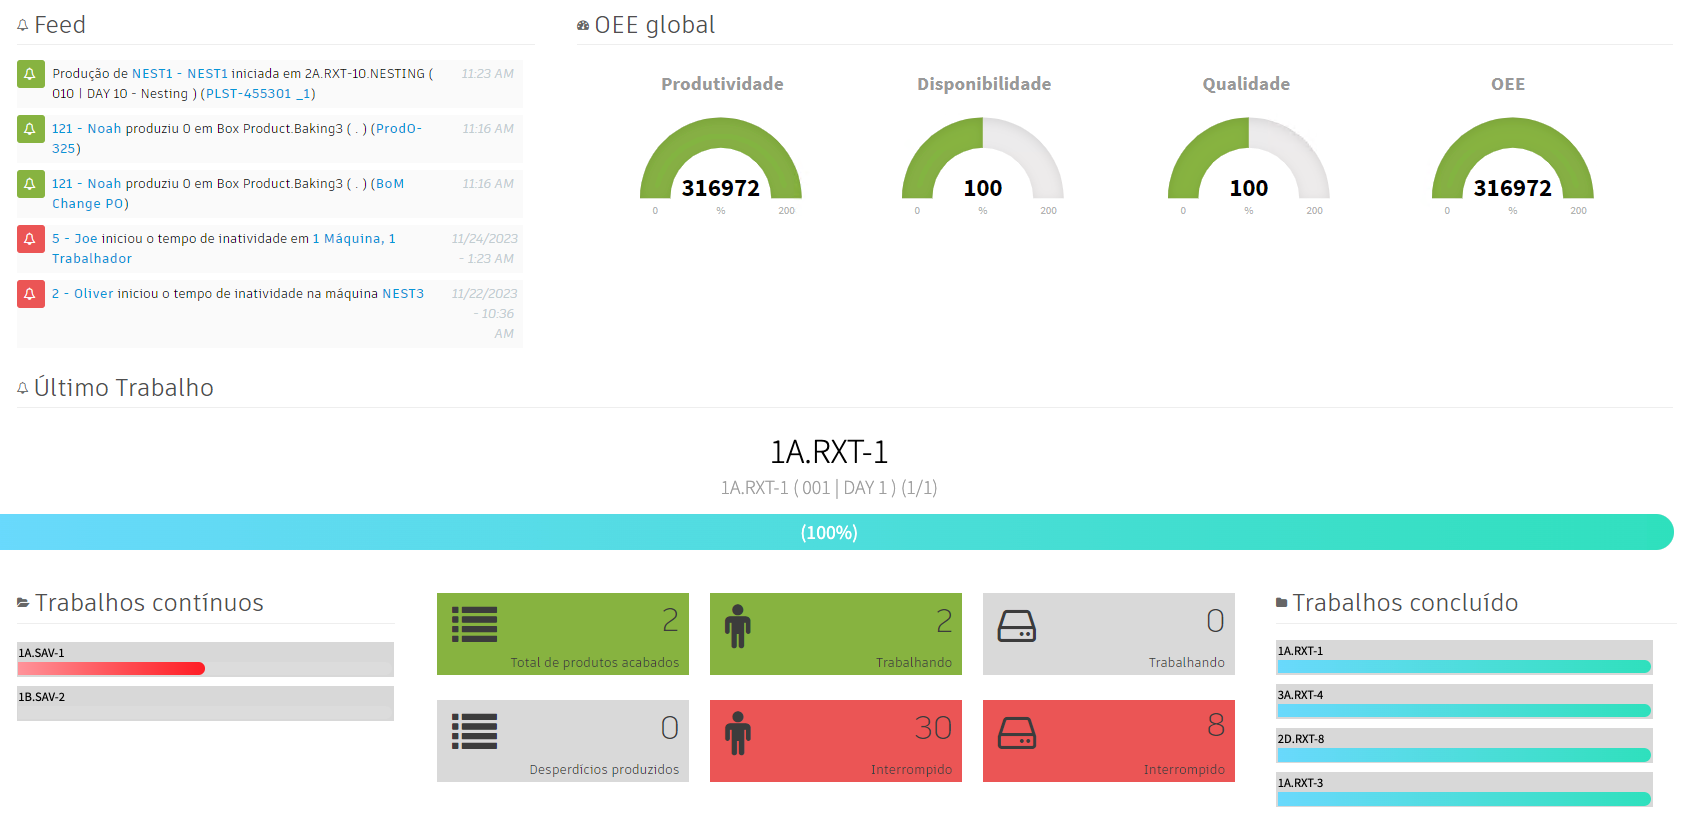 Feed
Produção de NEST1 - NEST1 iniciada em 2A.RXT-10.NESTING (
010 | DAY 10 - Nesting ) (PLST-455301 _1)
11:23 AM
121 - Noah produziu 0 em Box Product.Baking3 ( . ) (ProdO-
325)
11:16 AM
121 - Noah produziu 0 em Box Product.Baking3 ( . ) (BoM
Change PO)
11:16 AM
5 - Joe iniciou o tempo de inatividade em 1 Máquina, 1
Trabalhador
11/24/2023
- 1:23 AM
2 - Oliver iniciou o tempo de inatividade na máquina NEST3
11/22/2023
- 10:36
AM
OEE global
Produtividade
316972
0 % 200
Disponibilidade
100
0 % 200
Qualidade
100
0 % 200
OEE
316972
0 % 200
Último Trabalho
1A.RXT-1
1A.RXT-1 ( 001 | DAY 1 ) (1/1)
(100%)
Trabalhos contínuos
1A.SAV-1
1B.SAV-2
2
Total de produtos acabados
2
Trabalhando
0
Trabalhando
0
Desperdícios produzidos
30
Interrompido
8
Interrompido
Trabalhos concluído
1A.RXT-1
3A.RXT-4
2D.RXT-8
1A.RXT-3